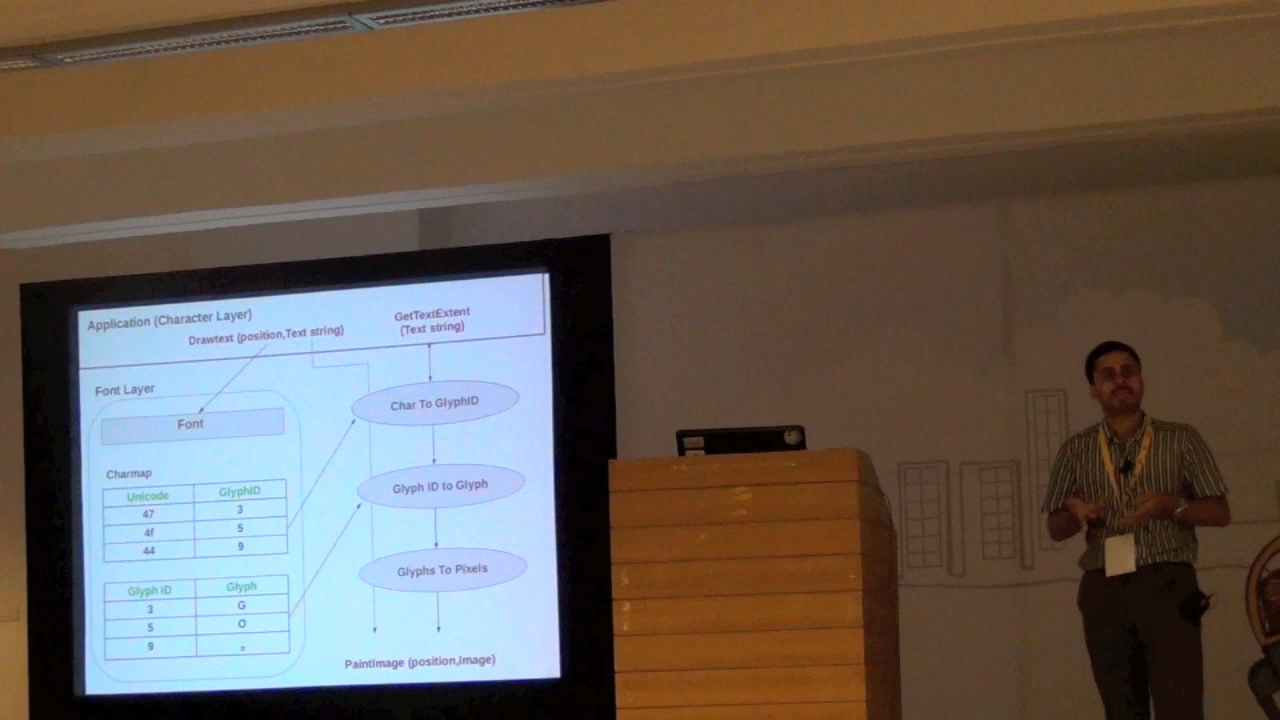 Application (Character Layer)
Drawtext (position,Text string)
GetTextExtent
(Text string)
Font Layer
Font
Charmap
Unicode GlyphID
47 3
4f 5
44 9
Glyph ID Glyph
3 G
5 O
9 D
Char To GlyphID
Glyph ID to Glyph
Glyphs To Pixels
PaintImage (position,Image)